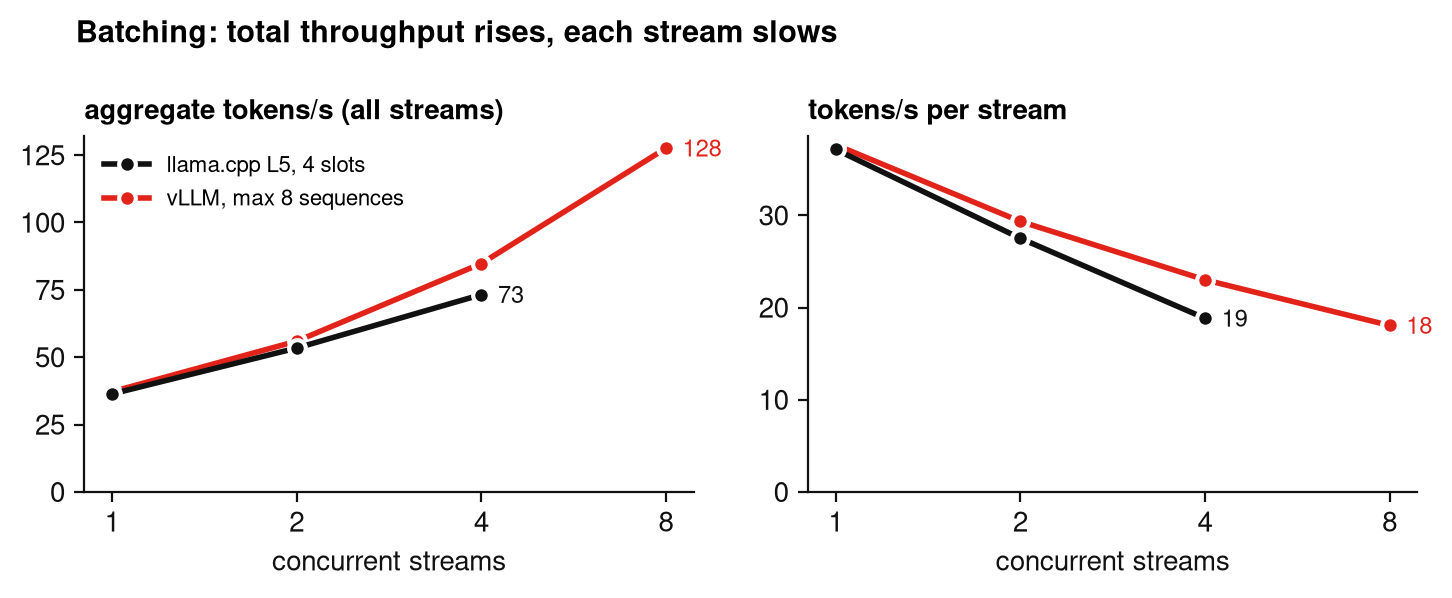 Batching: total throughput rises, each stream slows
aggregate tokens/s (all streams)
125
100
75
50
25
0
llama.cpp L5, 4 slots
vLLM, max 8 sequences
128
73
1 2 4 8
concurrent streams
tokens/s per stream
30
20
10
0
19
18
1 2 4 8
concurrent streams